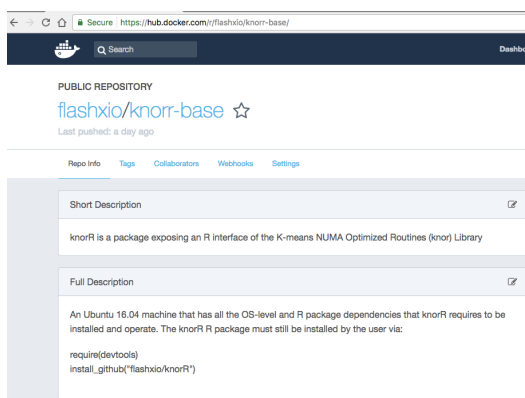 Secure https://hub.docker.com/r/flashxio/knorr-base/
Search
Dashbo
PUBLIC REPOSITORY
flashxio/knorr-base
Last pushed: a day ago
Repo Info Tags Collaborators Webhooks Settings
Short Description
knorR is a package exposing an R interface of the K-means NUMA Optimized Routines (knor) Library
Full Description
An Ubuntu 16.04 machine that has all the OS-level and R package dependencies that knorR requires to be
installed and operate. The knorR R package must still be installed by the user via:
require(devtools)
install_github("flashxio/knorR")